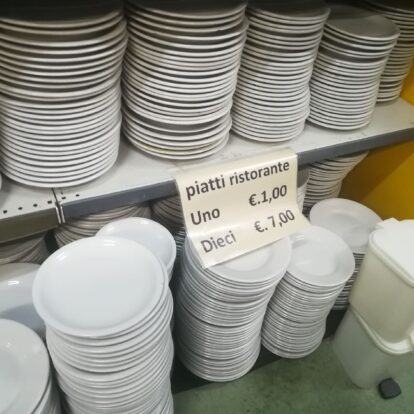 piatti ristorante
Uno €.1,00
Dieci €.7,00